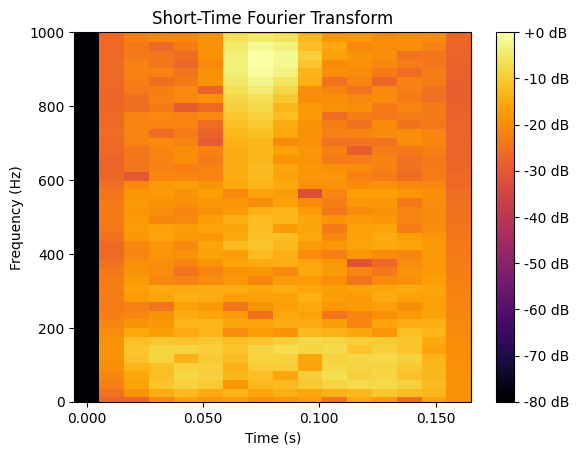 Short-Time Fourier Transform
Frequency (Hz)
1000
800
600
400
200
0
0.000
0.050
0.100
0.150
Time (s)
+0 dB
-10 dB
-20 dB
-30 dB
-40 dB
-50 dB
-60 dB
-70 dB
-80 dB